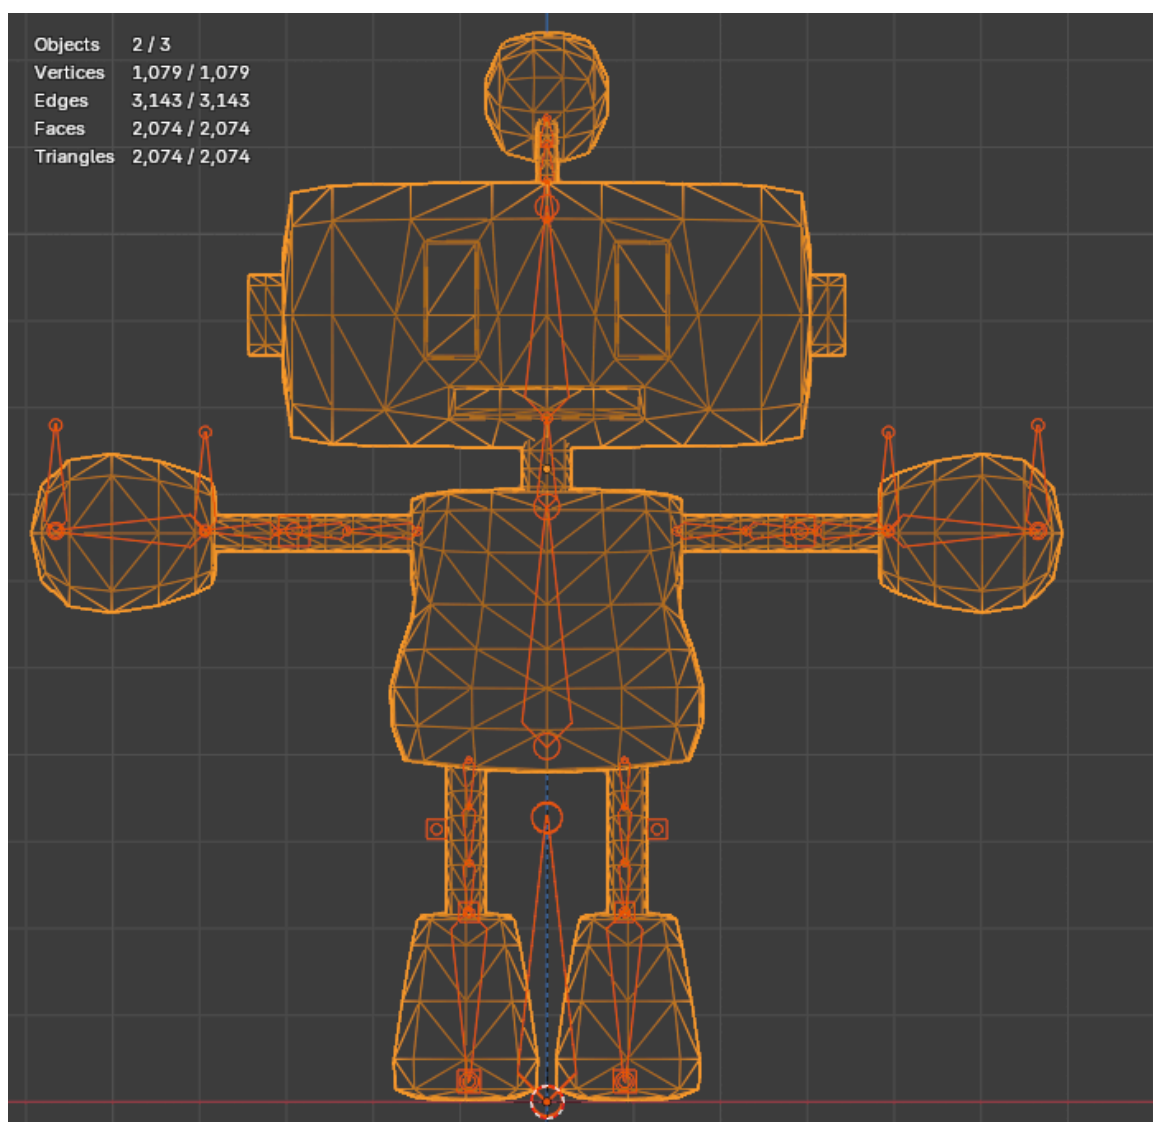 Objects 2 / 3
Vertices 1,079 / 1,079
Edges 3,143 / 3,143
Faces 2,074 / 2,074
Triangles 2,074 / 2,074